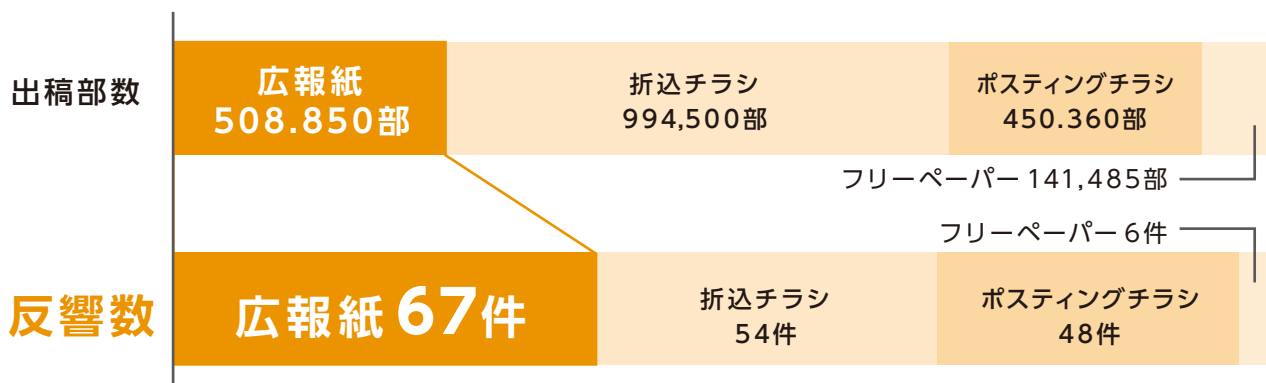 出稿部数
広報紙
508.850部
折込チラシ
994,500部
ポスティングチラシ
450.360部
フリーペーパー 141,485部
フリーペーパー 6件
反響数
広報紙 67件
折込チラシ
54件
ポスティングチラシ
48件